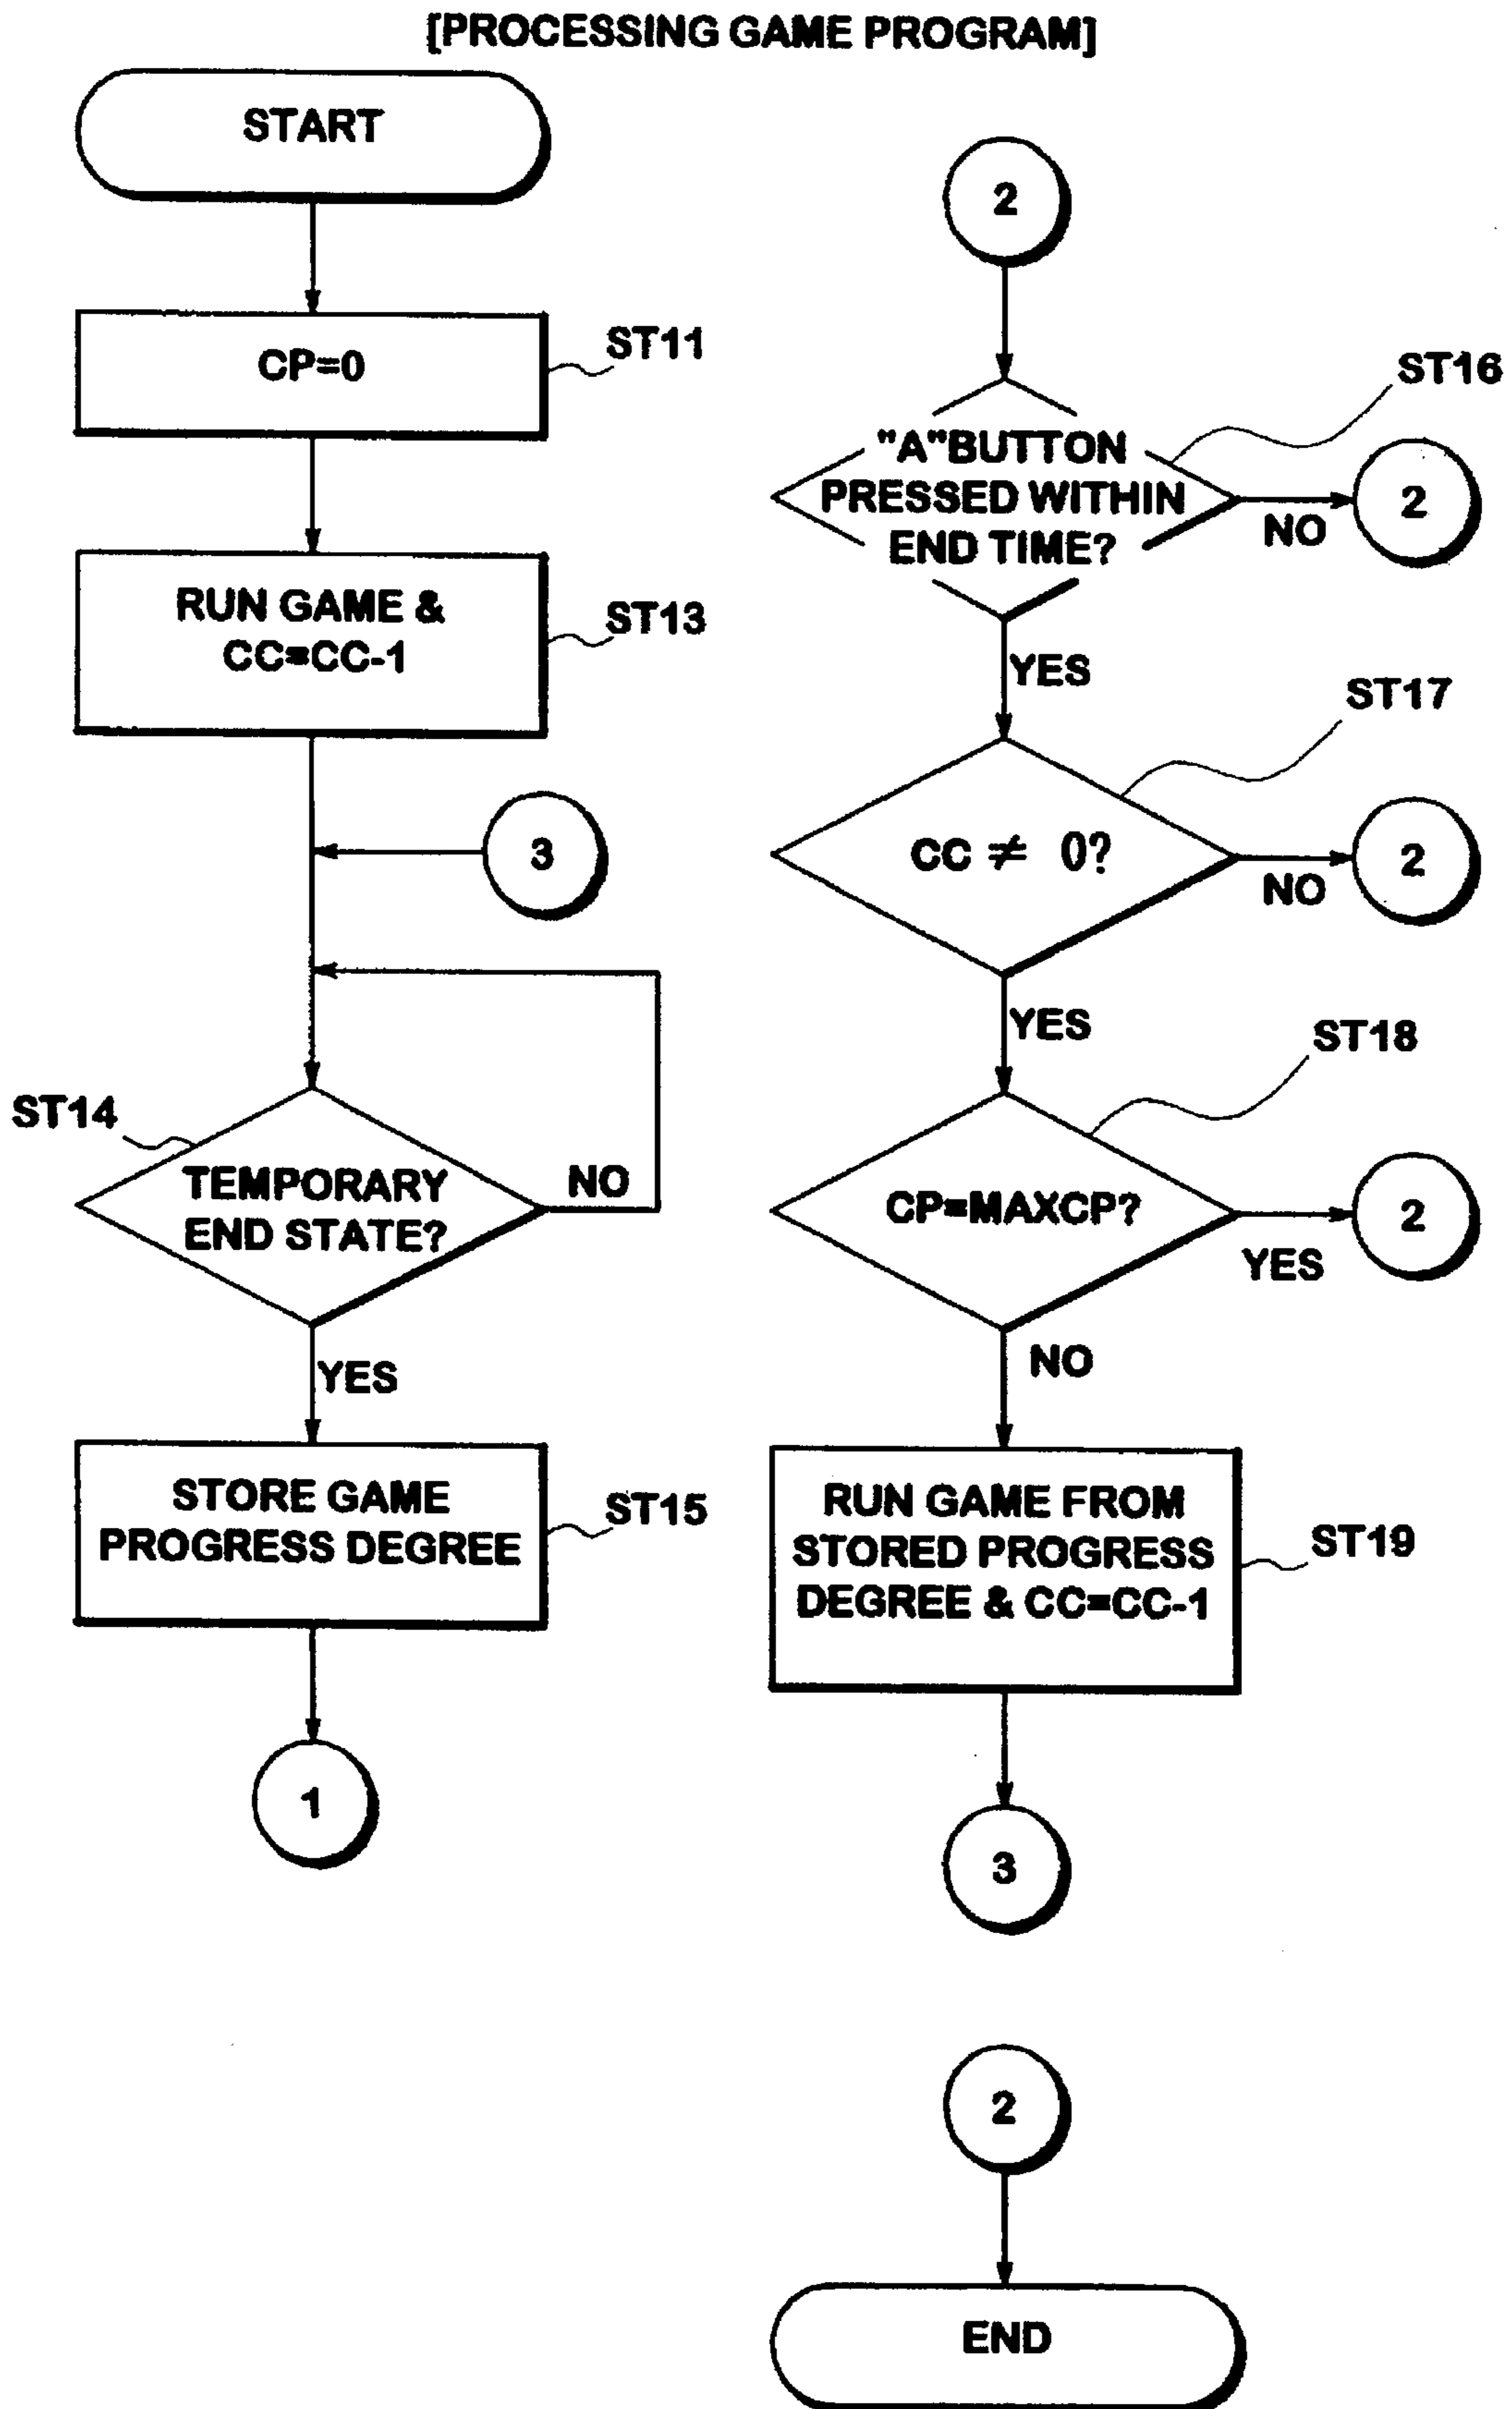 [PROCESSING GAME PROGRAM]
START
CP=0
ST11
RUN GAME &
CC=CC-1
ST13
3
ST14
TEMPORARY
END STATE?
NO
YES
STORE GAME
PROGRESS DEGREE
ST15
1
2
ST16
"A"BUTTON
PRESSED WITHIN
END TIME?
NO
2
YES
ST17
CC ≠ 0?
NO
2
YES
ST18
CP=MAXCP?
YES
2
NO
RUN GAME FROM
STORED PROGRESS
DEGREE & CC=CC-1
ST19
3
2
END